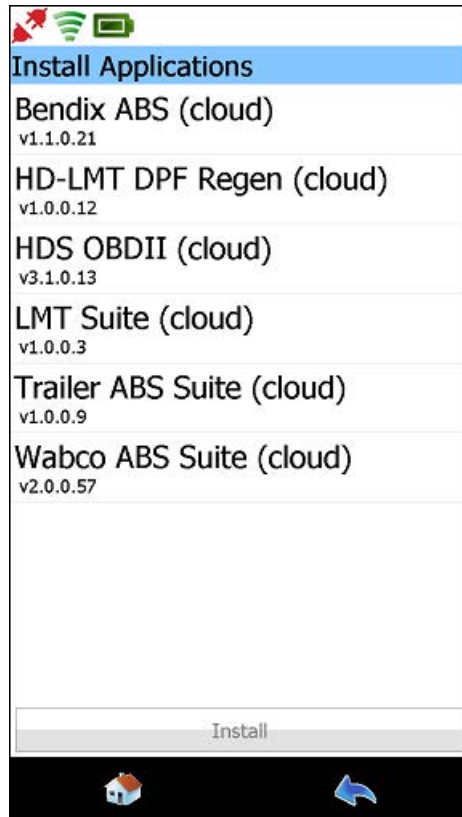 Install Applications
Bendix ABS (cloud)
v1.1.0.21
HD-LMT DPF Regen (cloud)
v1.0.0.12
HDS OBDII (cloud)
v3.1.0.13
LMT Suite (cloud)
v1.0.0.3
Trailer ABS Suite (cloud)
v1.0.0.9
Wabco ABS Suite (cloud)
v2.0.0.57
Install